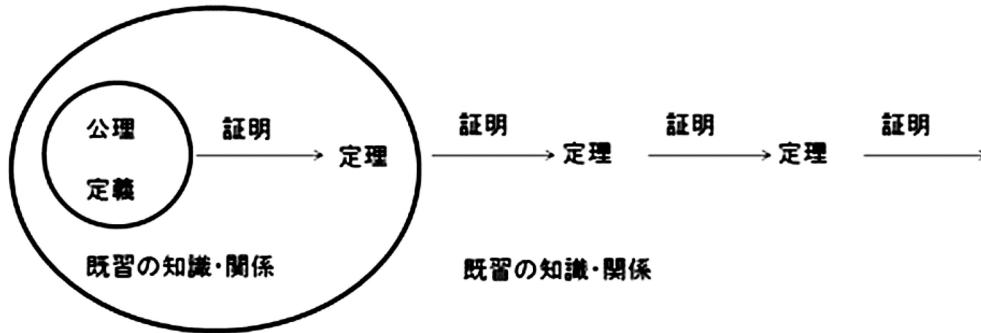 公理
定義
証明
定理
既習の知識・関係
証明
定理
証明
定理
証明
既習の知識・関係